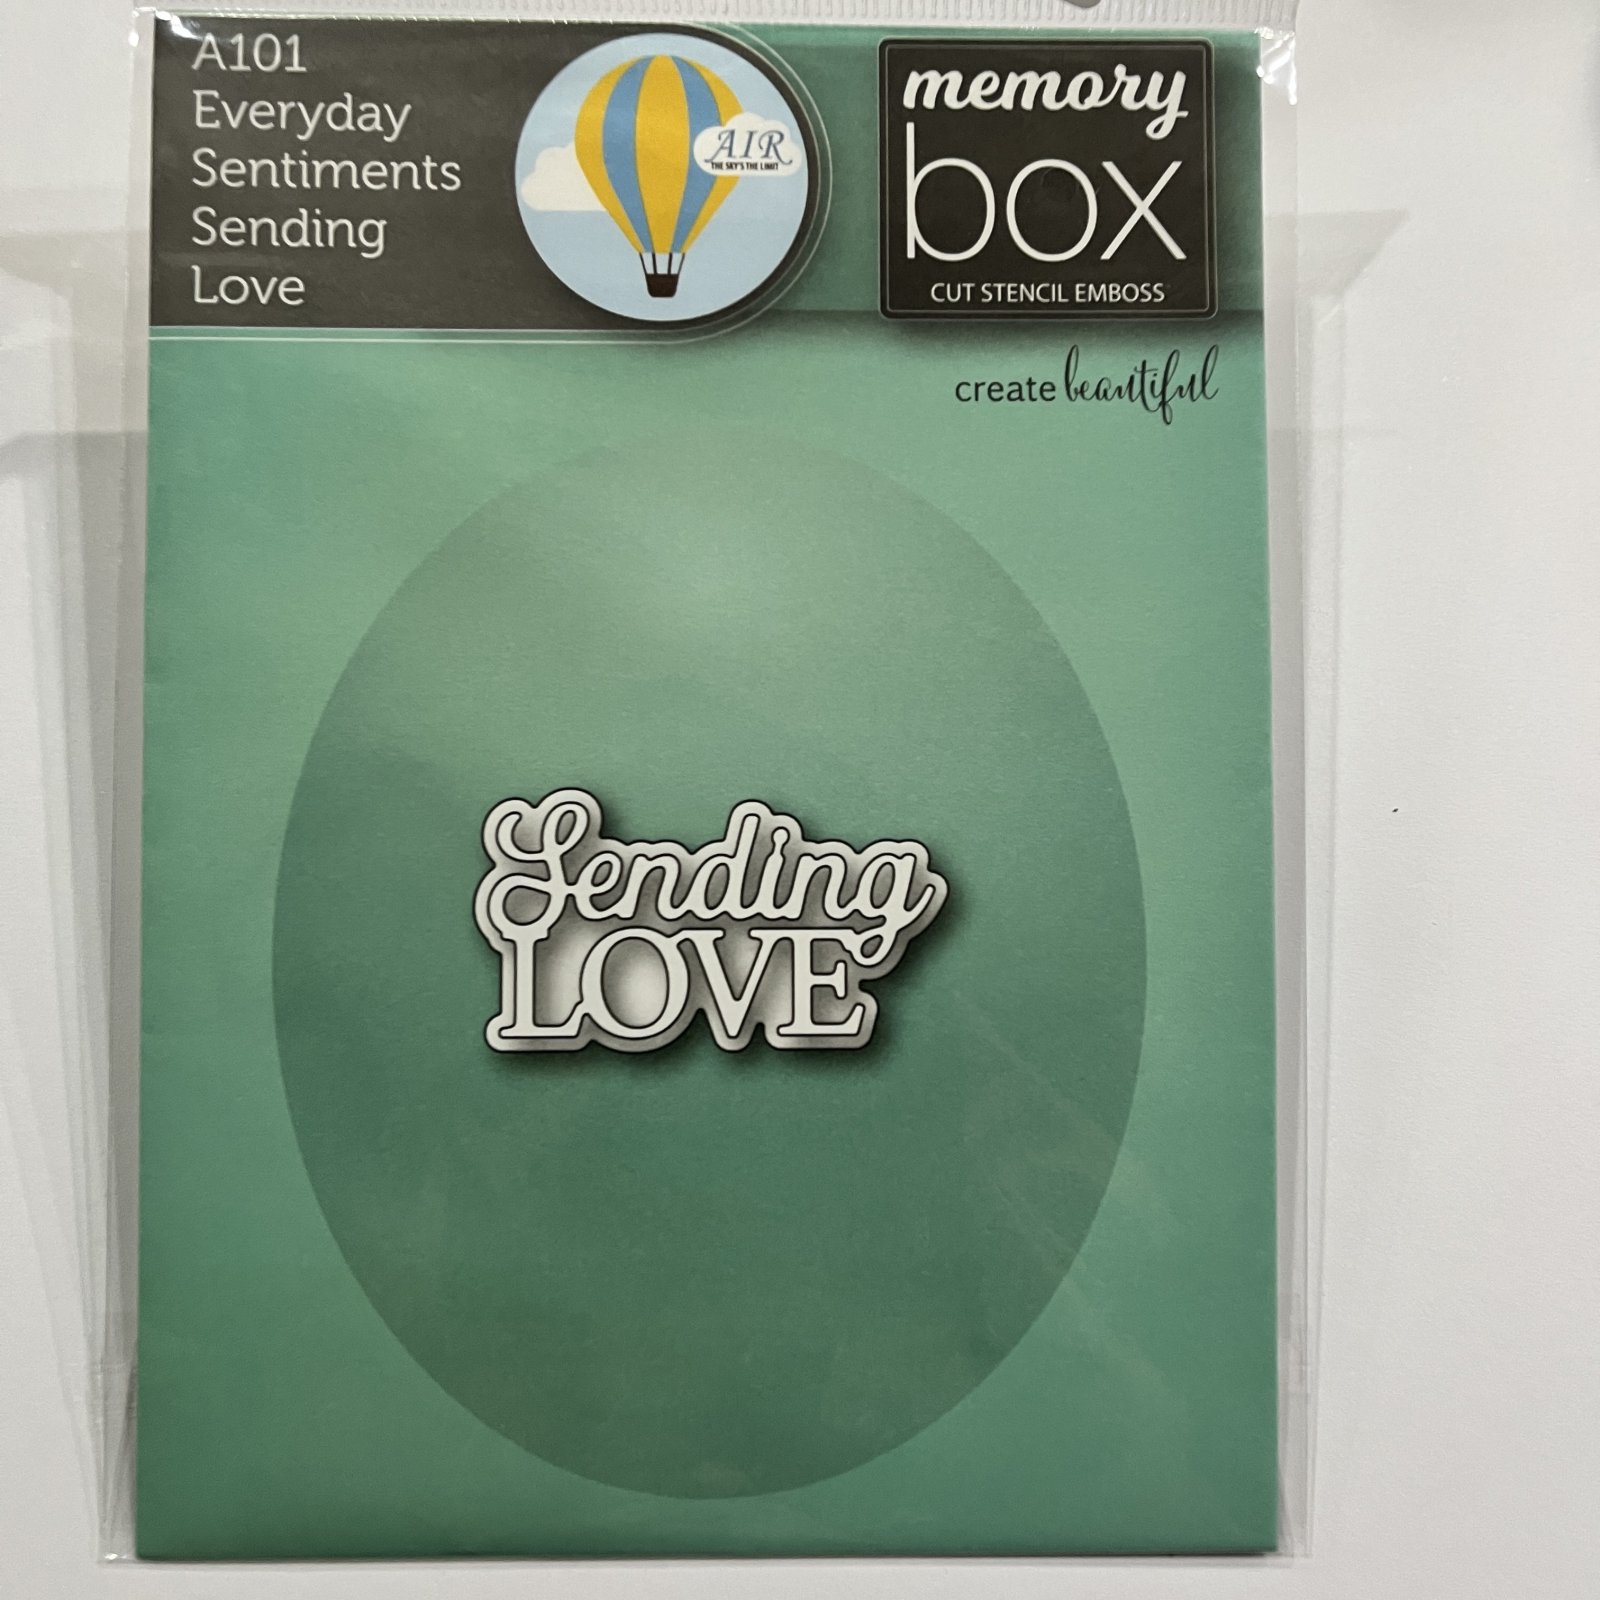 A101
Everyday
Sentiments
Sending
Love
AIR
THE SKY'S THE LIMIT
memory
box
CUT STENCIL EMBOSS
create beautiful
Sending
LOVE